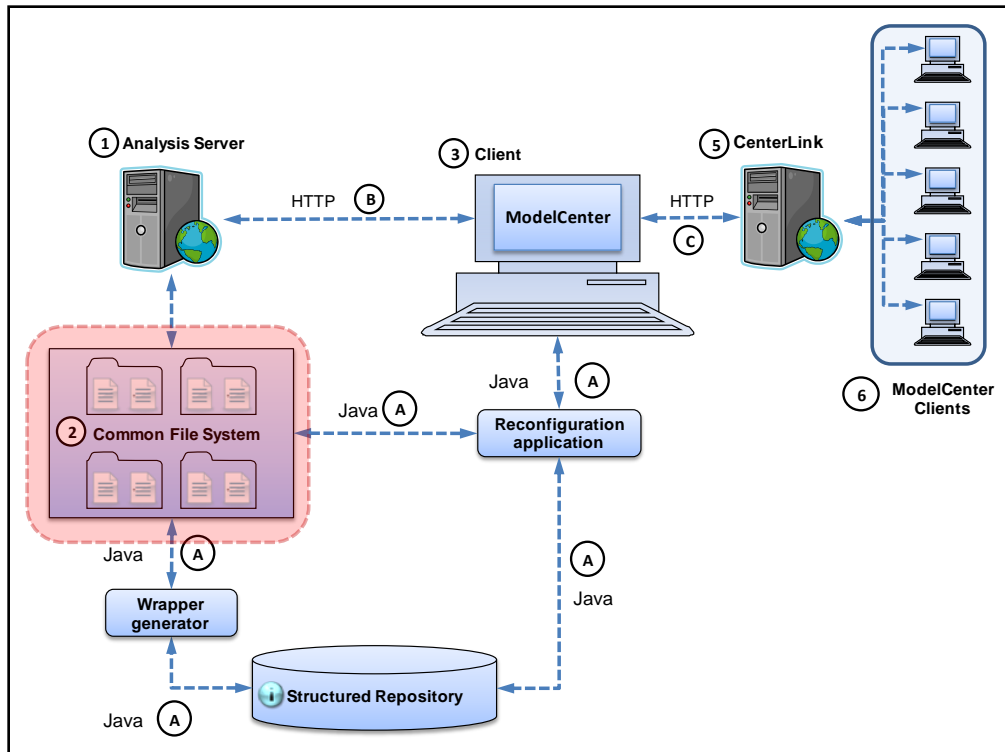 1 Analysis Server
3 Client
5 CenterLink
HTTP B
ModelCenter
HTTP
C
6 ModelCenter
Clients
Java A
Java A
2 Common File System
Reconfiguration
application
Java A
A
Java
Wrapper
generator
i Structured Repository
Java A